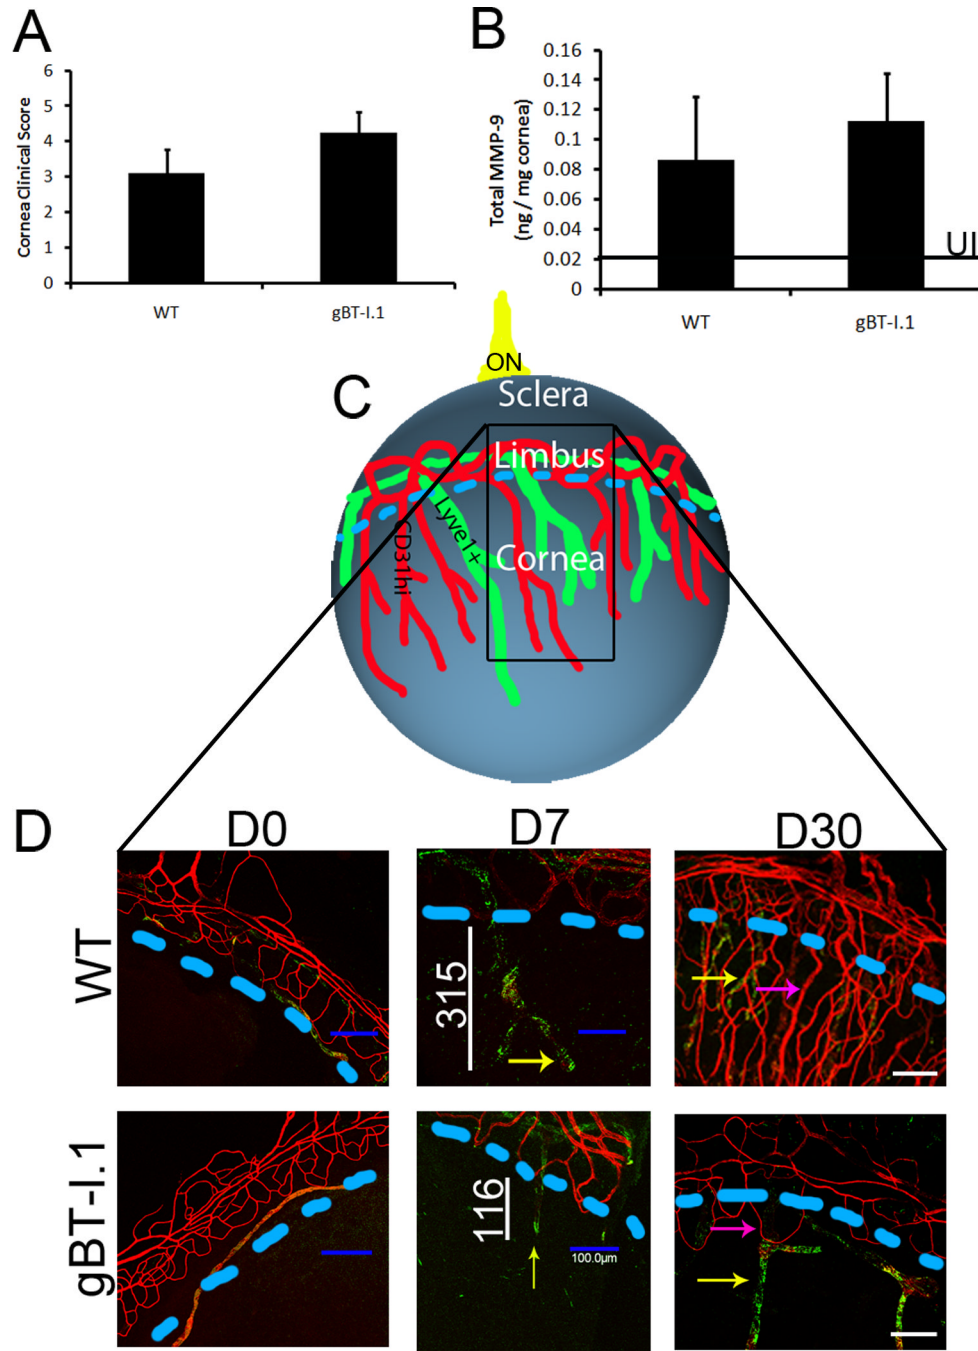 A
B
Cornea Clinical Score
6
5
4
3
2
1
0
WT
gBT-I.1
Total MMP-9
(ng / mg cornea)
0.16
0.14
0.12
0.1
0.08
0.06
0.04
0.02
0
UI
WT
gBT-I.1
C
ON
Sclera
Limbus
Lyve1+
CD31hi
Cornea
D
D0
D7
D30
WT
315
gBT-I.1
116
100.0µm